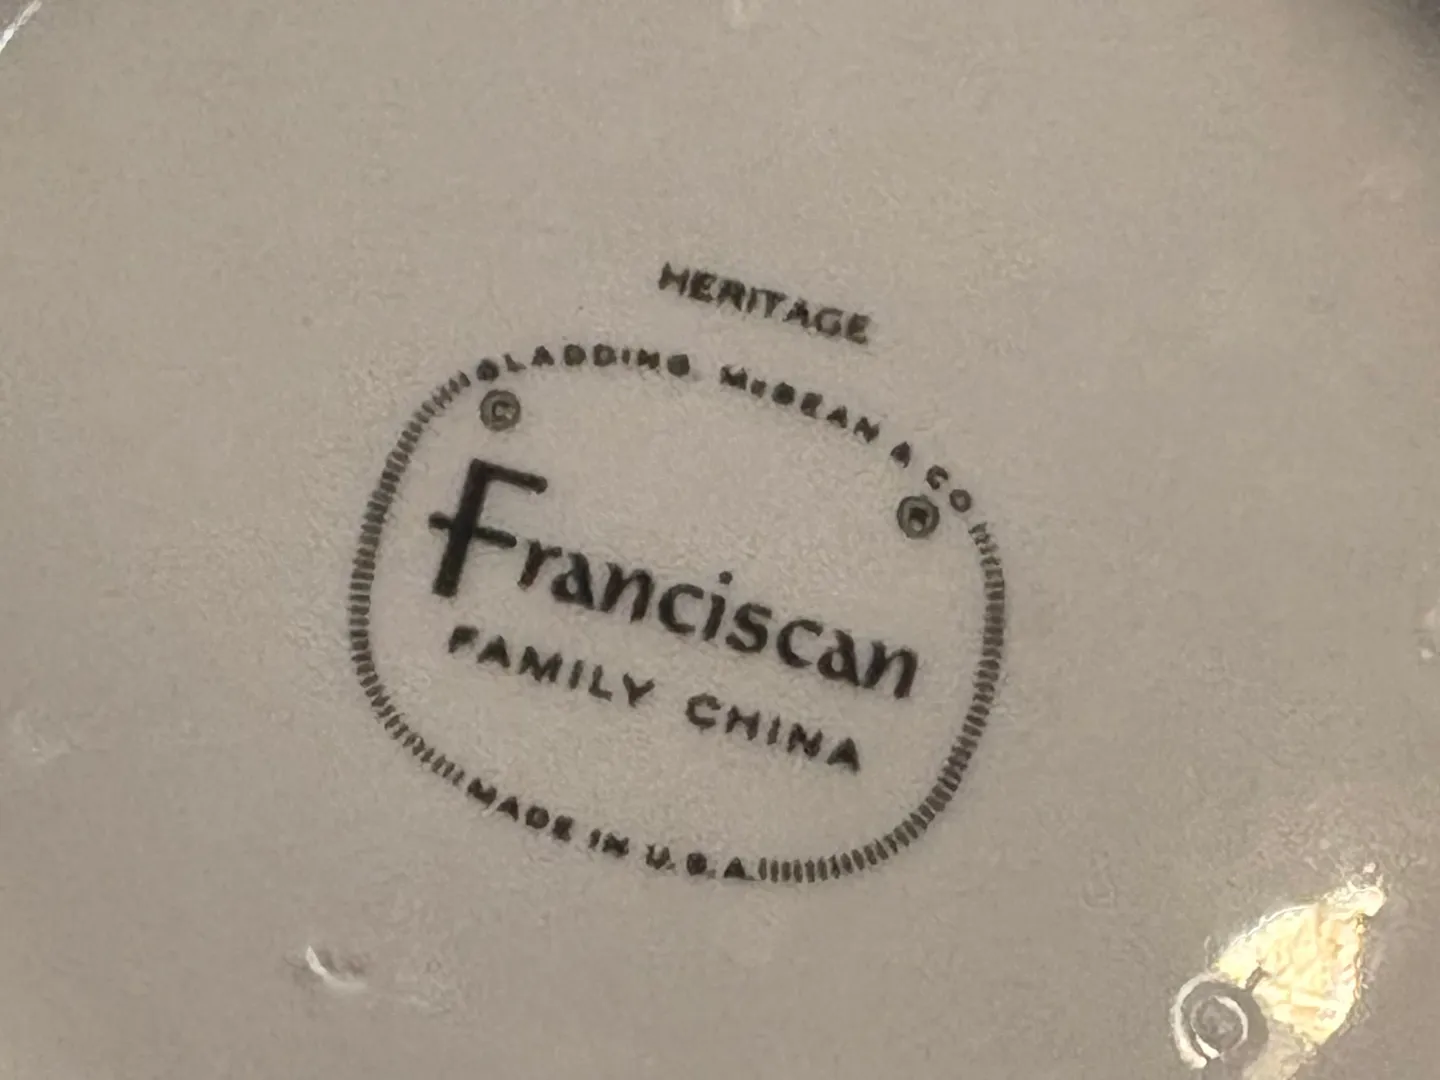 HERITAGE
GLADDING McBEAN & CO
©
®
Franciscan
FAMILY CHINA
MADE IN U.S.A